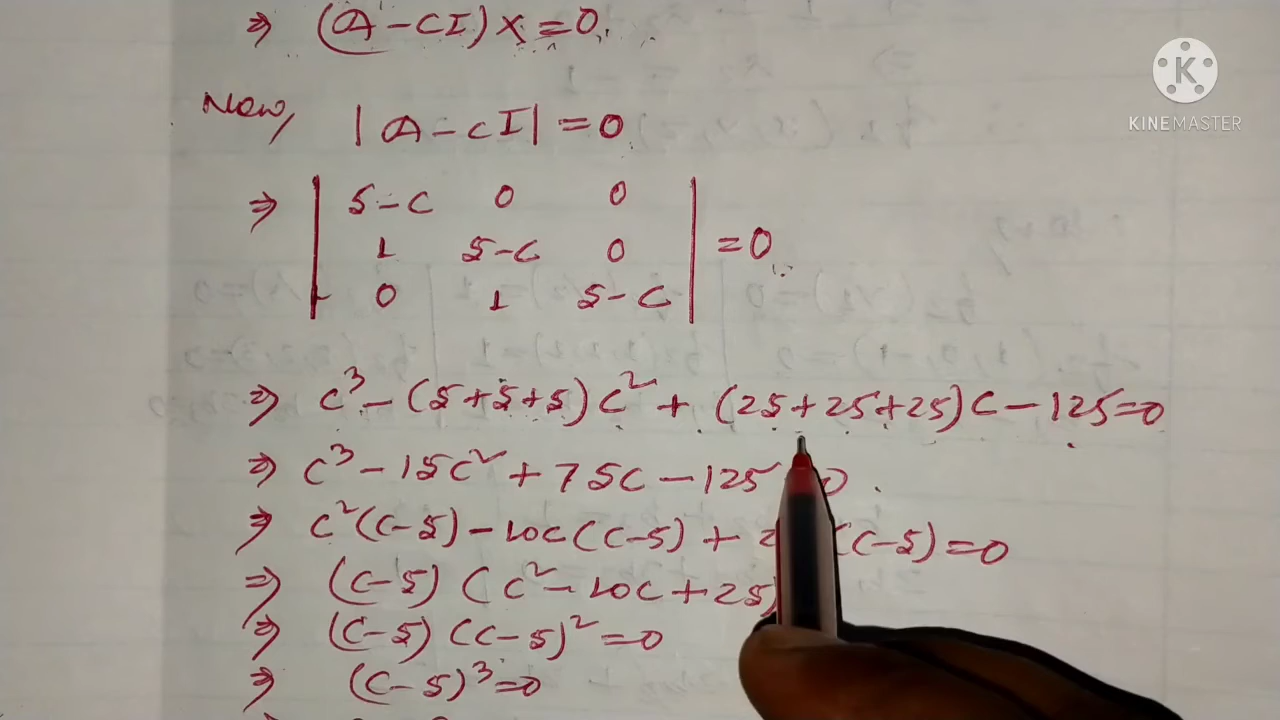 ⇒ (A - CI) X = 0.
Now, |A - CI| = 0
⇒ | 5-C 0 0 |
| 1 5-C 0 | = 0
| 0 1 5-C |
⇒ C³ - (5+5+5)C² + (25+25+25)C - 125 = 0
⇒ C³ - 15C² + 75C - 125 0
⇒ C²(C-5) - 10C(C-5) + 2 (C-5) = 0
⇒ (C-5) (C² - 10C + 25)
⇒ (C-5) (C-5)² = 0
⇒ (C-5)³ = 0
K
KINEMASTER